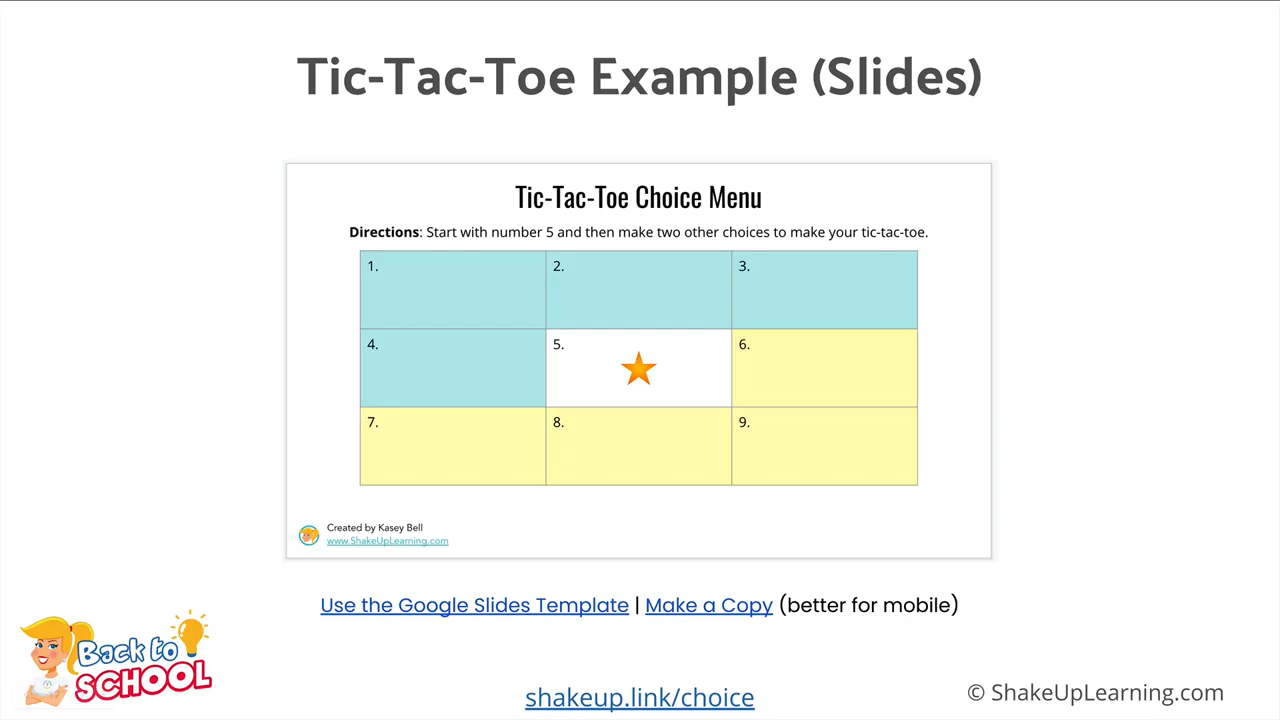 Tic-Tac-Toe Example (Slides)
Tic-Tac-Toe Choice Menu
Directions: Start with number 5 and then make two other choices to make your tic-tac-toe.
1.
2.
3.
4.
5.
6.
7.
8.
9.
Created by Kasey Bell
www.ShakeUpLearning.com
Use the Google Slides Template | Make a Copy (better for mobile)
Back to
SCHOOL
shakeup.link/choice
© ShakeUpLearning.com